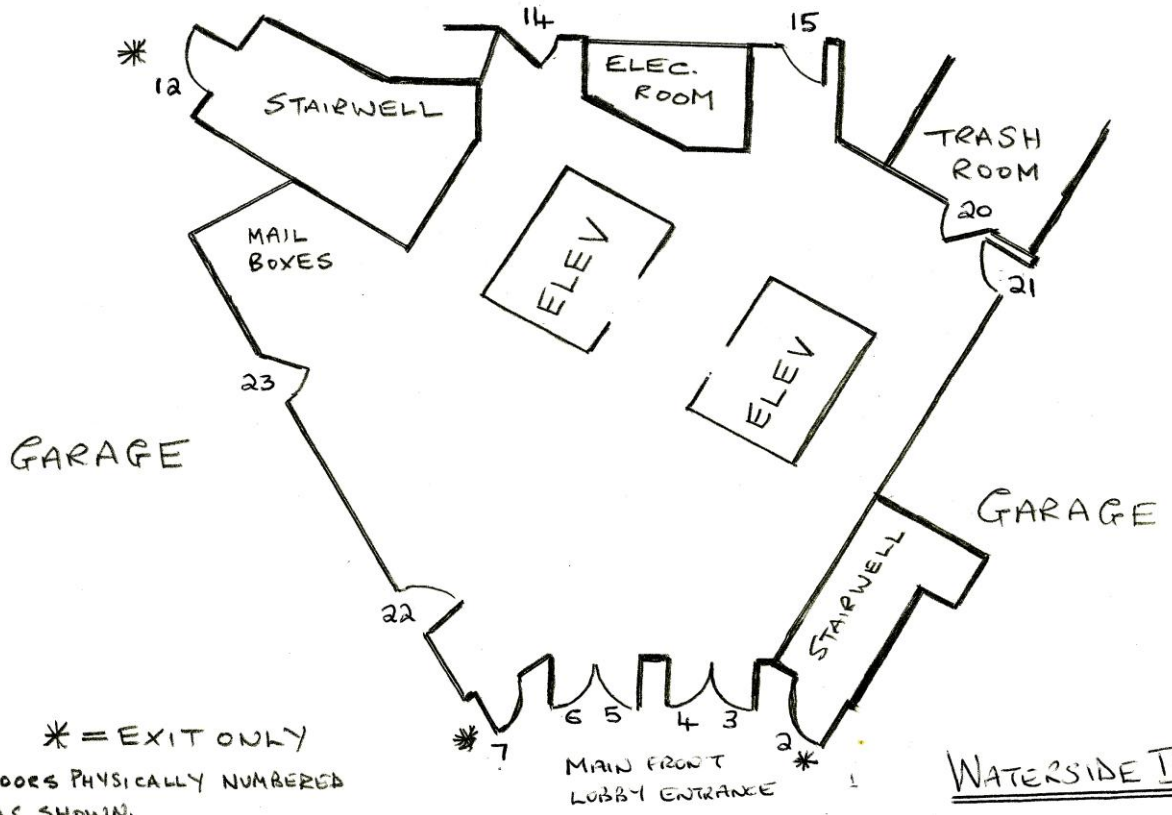 14
15
*
12
STAIRWELL
ELEC.
ROOM
TRASH
ROOM
20
21
MAIL
BOXES
ELEV
ELEV
23
GARAGE
GARAGE
STAIRWELL
22
6 5 4 3
2
* 7
*
* = EXIT ONLY
DOORS PHYSICALLY NUMBERED
AS SHOWN.
MAIN FRONT
LOBBY ENTRANCE
WATERSIDE I